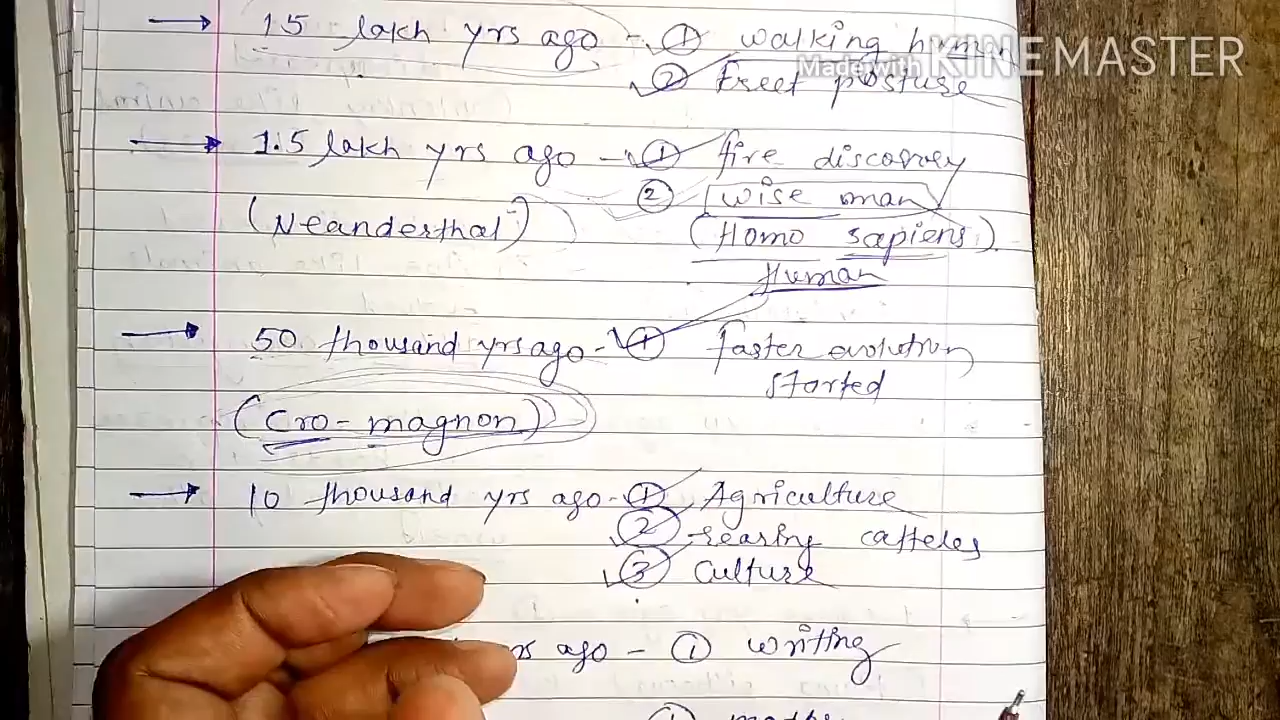 → 15 lakh yrs ago - ① walking human
Made with KINEMASTER
② Erect posture
→ 1.5 lakh yrs ago - ① fire discovrey
② wise man
(Neanderthal) (Homo sapiens).
Human
→ 50 thousand yrs ago - ① faster evolution
started
(Cro-magnon)
→ 10 thousand yrs ago - ① Agriculture
② rearing catteles
③ Culture
rs ago - ① writing